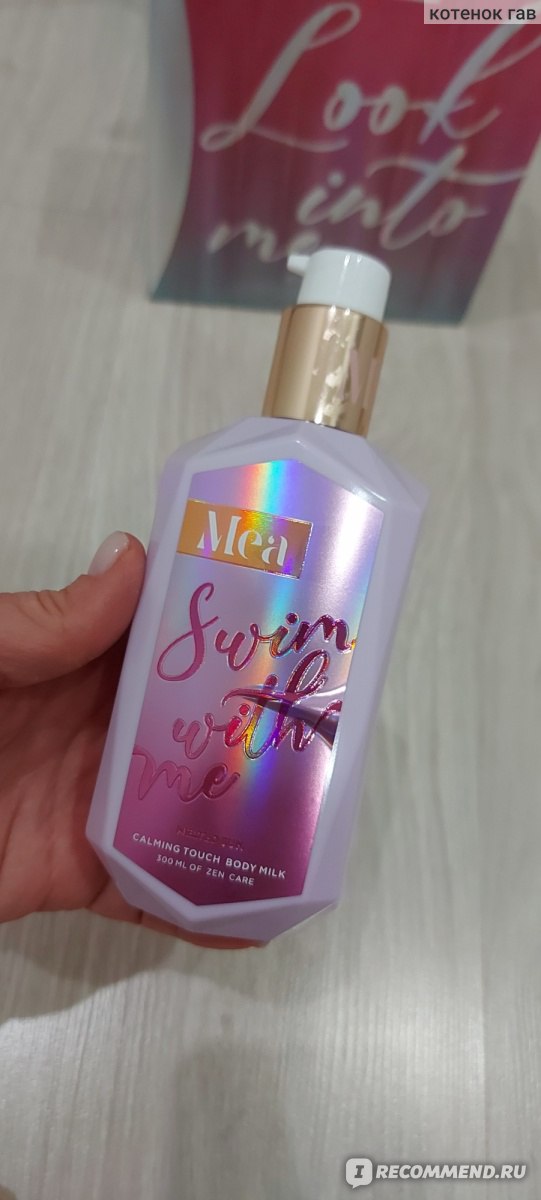 котенок гав
Look
into
me
Mea
Swim
with
me
CALMING TOUCH BODY MILK
300 ML OF ZEN CARE
IRECOMMEND.RU